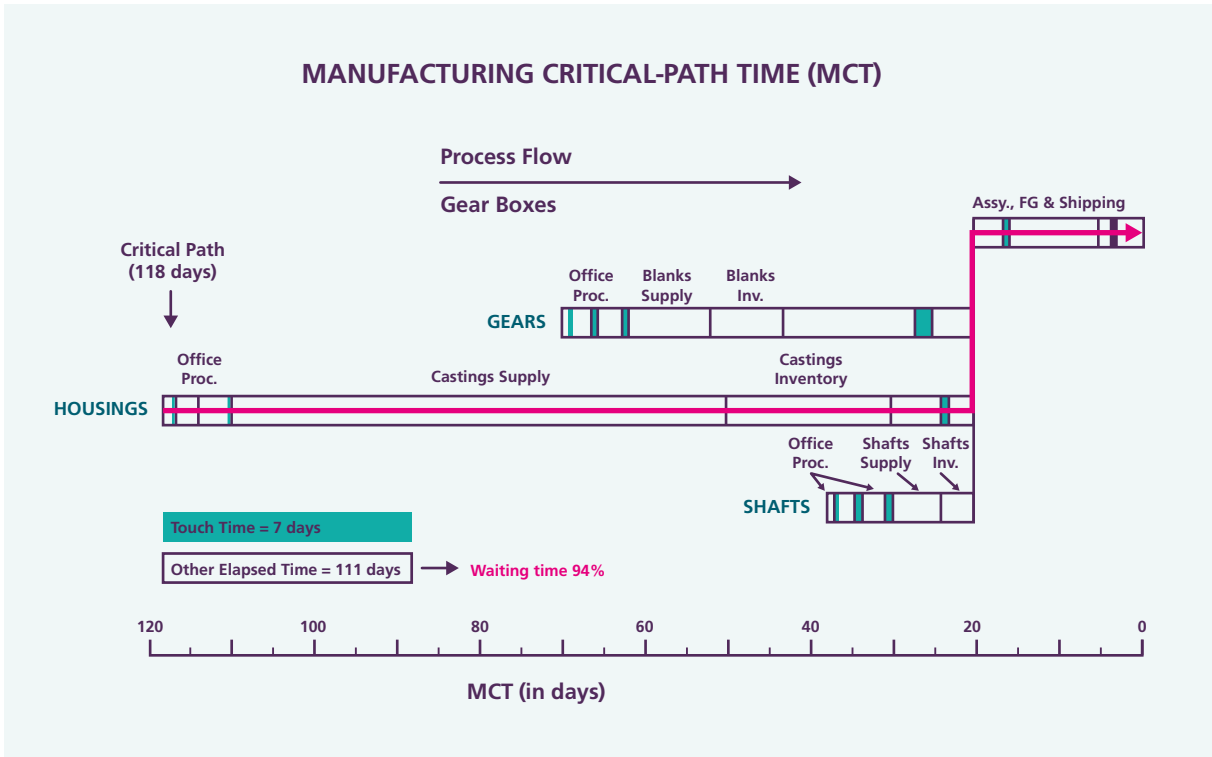 MANUFACTURING CRITICAL-PATH TIME (MCT)
Process Flow
Gear Boxes
Assy., FG & Shipping
Critical Path
(118 days)
Office
Proc.
Blanks
Supply
Blanks
Inv.
GEARS
Office
Proc.
Castings Supply
Castings
Inventory
HOUSINGS
Office
Proc.
Shafts
Supply
Shafts
Inv.
SHAFTS
Touch Time = 7 days
Other Elapsed Time = 111 days
Waiting time 94%
120 100 80 60 40 20 0
MCT (in days)